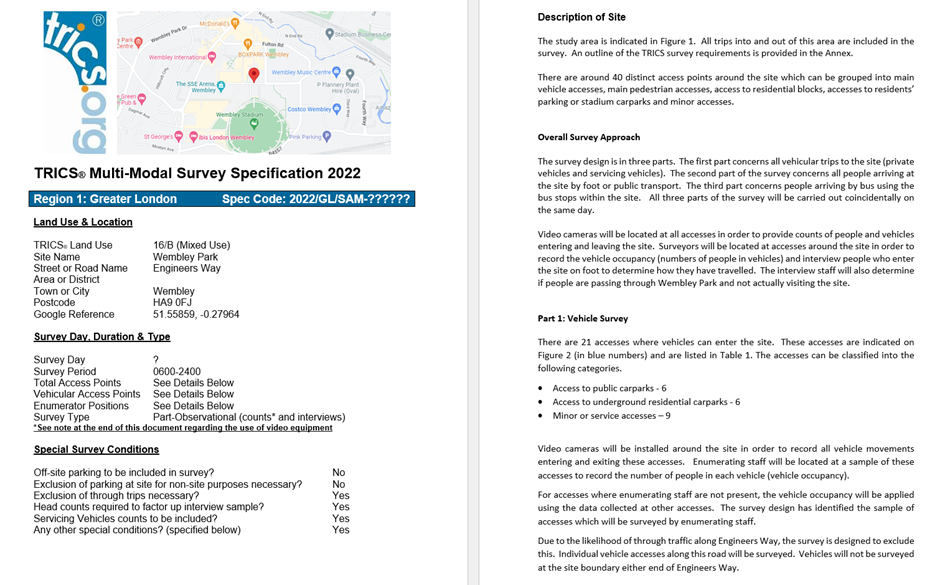 trics®
.org
McDonald's
Stadium Business Cen
Wembley Park Dr
Fulton Rd
Park
Centre
BOXPARK Wembley
Wembley International
Wembley Music Centre
The SSE Arena,
Wembley
P Plannery Plant
Hire (Oval)
e Green
Pub &
Costco Wembley
Wembley Stadium
St George's
Ibis London Wembley
Pink Parking
TRICS® Multi-Modal Survey Specification 2022
Region 1: Greater London Spec Code: 2022/GL/SAM-??????
Land Use & Location
TRICS® Land Use 16/B (Mixed Use)
Site Name Wembley Park
Street or Road Name Engineers Way
Area or District
Town or City Wembley
Postcode HA9 0FJ
Google Reference 51.55859, -0.27964
Survey Day, Duration & Type
Survey Day ?
Survey Period 0600-2400
Total Access Points See Details Below
Vehicular Access Points See Details Below
Enumerator Positions See Details Below
Survey Type Part-Observational (counts* and interviews)
*See note at the end of this document regarding the use of video equipment
Special Survey Conditions
Off-site parking to be included in survey? No
Exclusion of parking at site for non-site purposes necessary? No
Exclusion of through trips necessary? Yes
Head counts required to factor up interview sample? Yes
Servicing Vehicles counts to be included? Yes
Any other special conditions? (specified below) Yes
Description of Site
The study area is indicated in Figure 1. All trips into and out of this area are included in the
survey. An outline of the TRICS survey requirements is provided in the Annex.
There are around 40 distinct access points around the site which can be grouped into main
vehicle accesses, main pedestrian accesses, access to residential blocks, accesses to residents'
parking or stadium carparks and minor accesses.
Overall Survey Approach
The survey design is in three parts. The first part concerns all vehicular trips to the site (private
vehicles and servicing vehicles). The second part of the survey concerns all people arriving at
the site by foot or public transport. The third part concerns people arriving by bus using the
bus stops within the site. All three parts of the survey will be carried out coincidentally on
the same day.
Video cameras will be located at all accesses in order to provide counts of people and vehicles
entering and leaving the site. Surveyors will be located at accesses around the site in order to
record the vehicle occupancy (numbers of people in vehicles) and interview people who enter
the site on foot to determine how they have travelled. The interview staff will also determine
if people are passing through Wembley Park and not actually visiting the site.
Part 1: Vehicle Survey
There are 21 accesses where vehicles can enter the site. These accesses are indicated on
Figure 2 (in blue numbers) and are listed in Table 1. The accesses can be classified into the
following categories.
• Access to public carparks - 6
• Access to underground residential carparks - 6
• Minor or service accesses – 9
Video cameras will be installed around the site in order to record all vehicle movements
entering and exiting these accesses. Enumerating staff will be located at a sample of these
accesses to record the number of people in each vehicle (vehicle occupancy).
For accesses where enumerating staff are not present, the vehicle occupancy will be applied
using the data collected at other accesses. The survey design has identified the sample of
accesses which will be surveyed by enumerating staff.
Due to the likelihood of through traffic along Engineers Way, the survey is designed to exclude
this. Individual vehicle accesses along this road will be surveyed. Vehicles will not be surveyed
at the site boundary either end of Engineers Way.